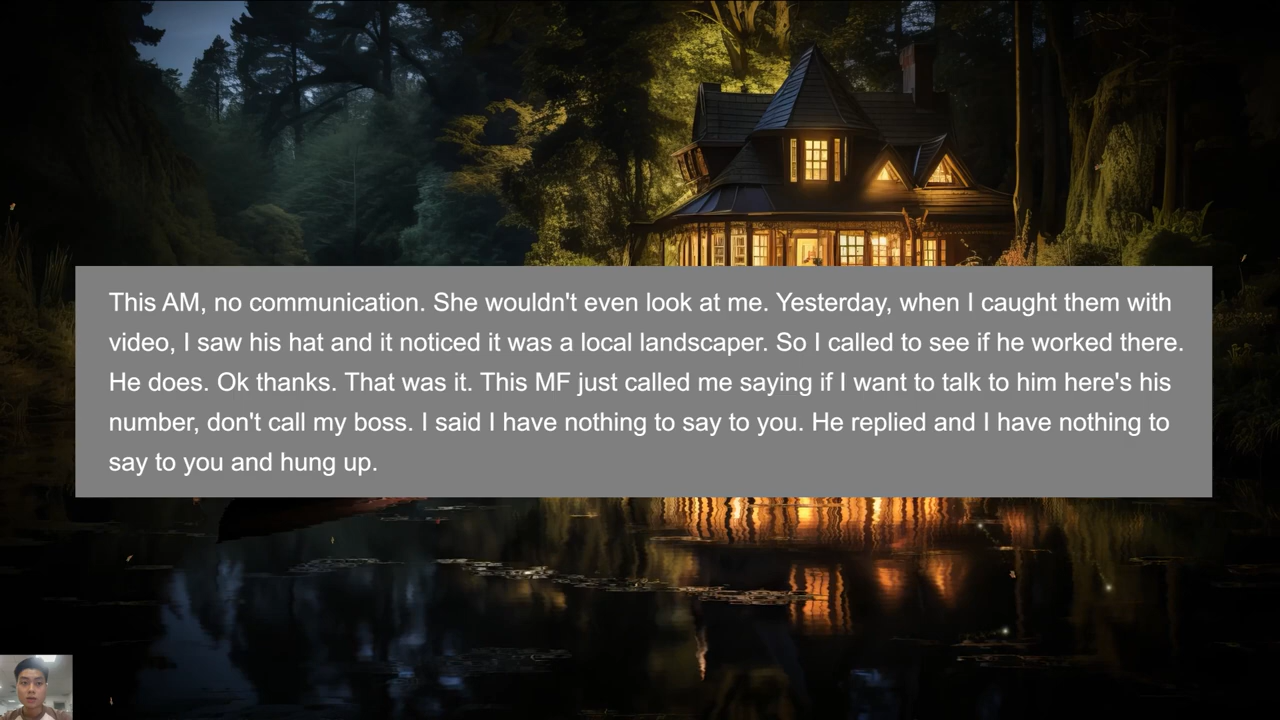 This AM, no communication. She wouldn't even look at me. Yesterday, when I caught them with
video, I saw his hat and it noticed it was a local landscaper. So I called to see if he worked there.
He does. Ok thanks. That was it. This MF just called me saying if I want to talk to him here's his
number, don't call my boss. I said I have nothing to say to you. He replied and I have nothing to
say to you and hung up.